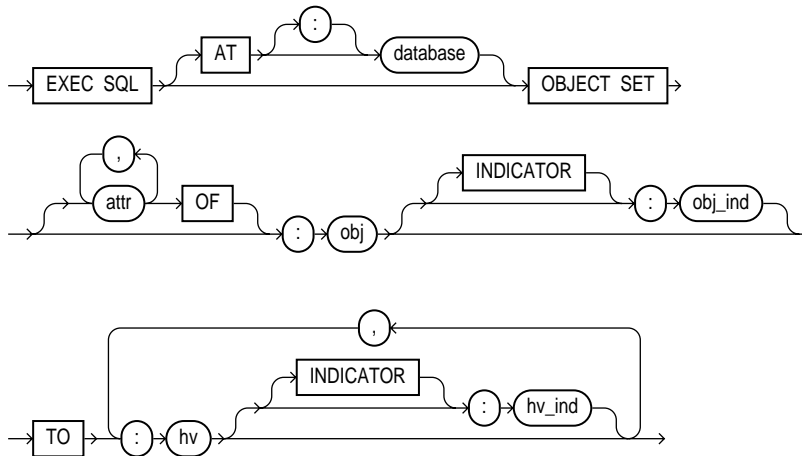 :
AT database
EXEC SQL OBJECT SET
,
INDICATOR
attr OF : obj_ind
: obj
,
INDICATOR
: hv_ind
TO : hv